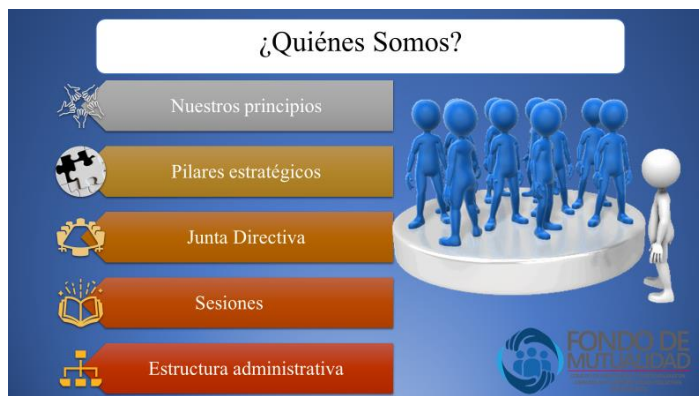 ¿Quiénes Somos?
Nuestros principios
Pilares estratégicos
Junta Directiva
Sesiones
Estructura administrativa
FONDO DE
MUTUALIDAD